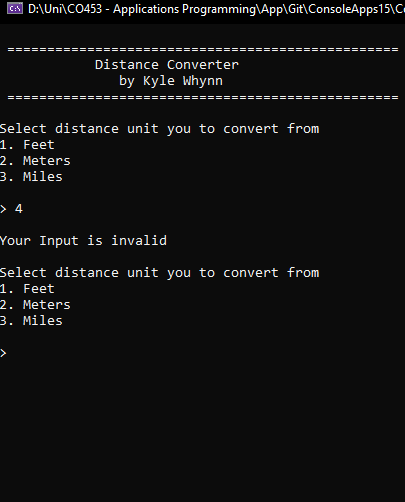 D:\Uni\CO453 - Applications Programming\App\Git\ConsoleApps15\Co
=================================================
Distance Converter
by Kyle Whynn
=================================================
Select distance unit you to convert from
1. Feet
2. Meters
3. Miles
> 4
Your Input is invalid
Select distance unit you to convert from
1. Feet
2. Meters
3. Miles
>